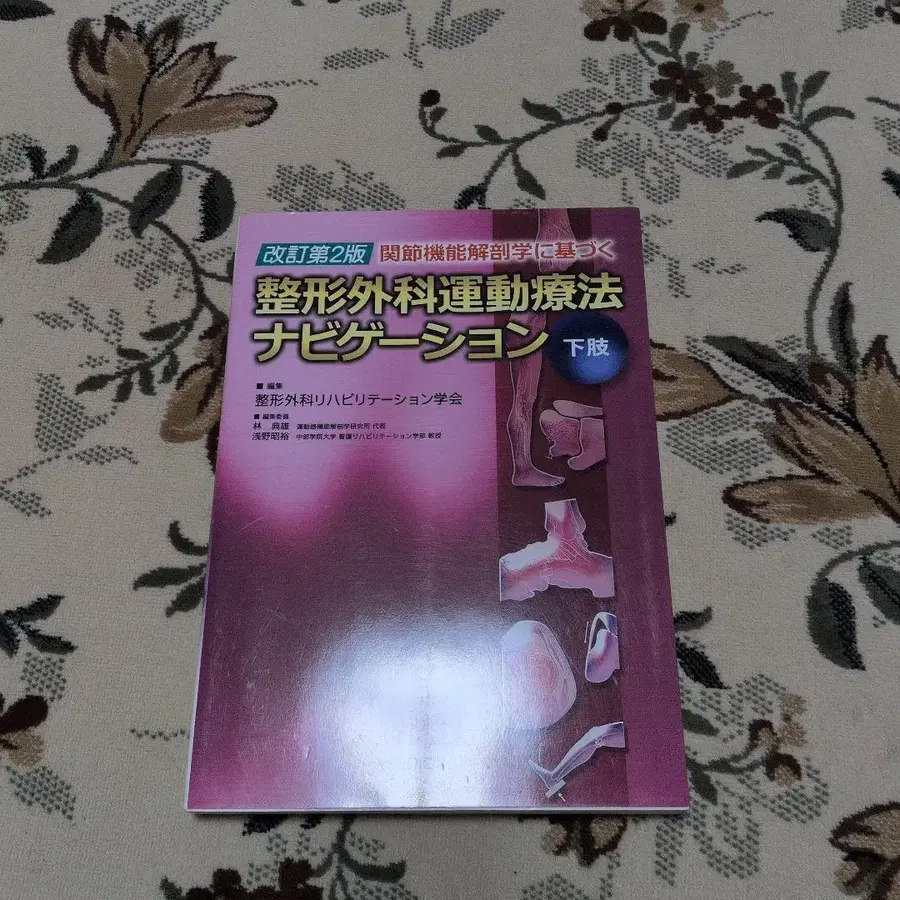 改訂第2版 関節機能解剖学に基づく
整形外科運動療法
ナビゲーション 下肢
■ 編集
整形外科リハビリテーション学会
■ 編集委員
林 典雄 運動器機能解剖学研究所 代表
浅野昭裕 中部学院大学 看護リハビリテーション学部 教授